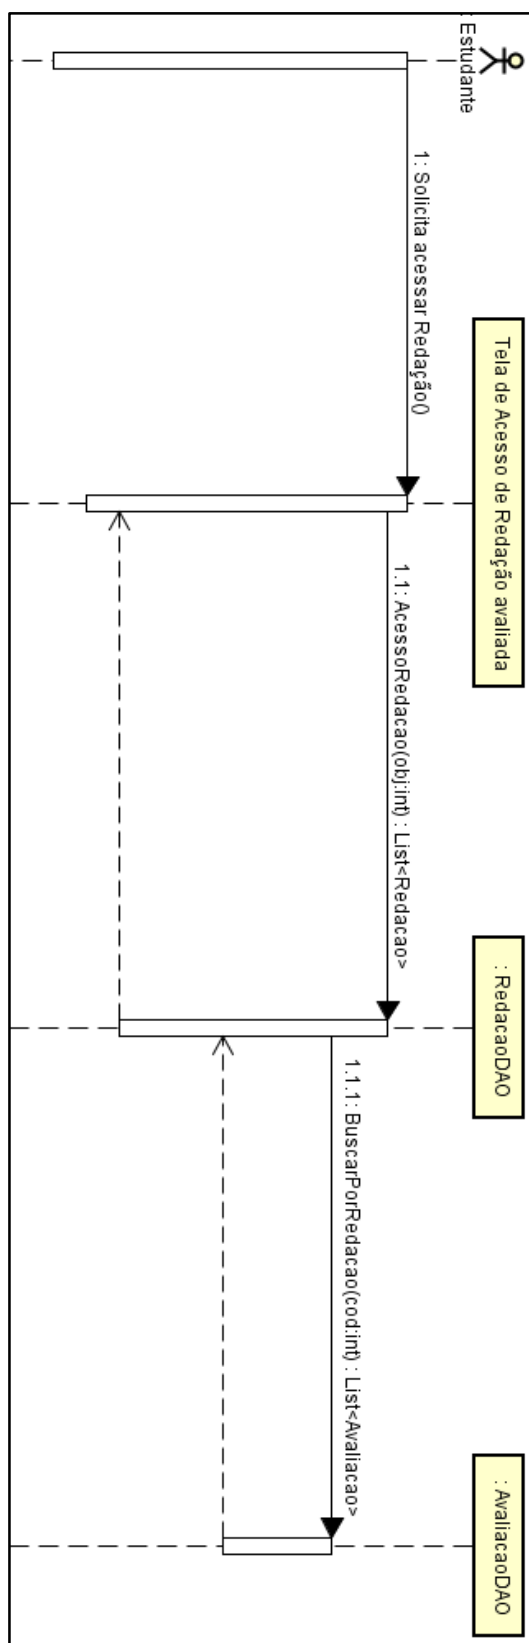 : Estudante
Tela de Acesso de Redação avaliada
: RedacaoDAO
: AvaliacaoDAO
1: Solicita acessar Redação()
1.1: AcessoRedacao(obj:int) : List<Redacao>
1.1.1: BuscarPorRedacao(cod:int) : List<Avaliacao>